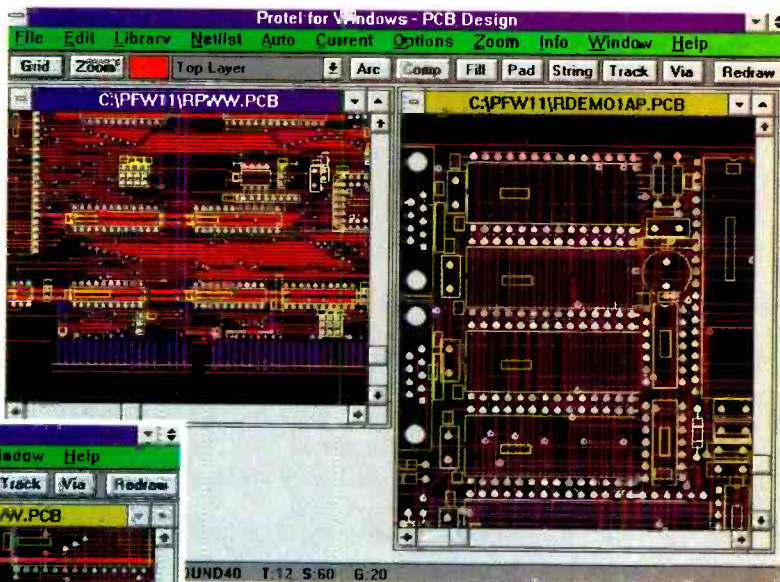 Protel for Windows - PCB Design
File Edit Library Netlist Auto Current Options Zoom Info Window Help
Grid Zoom Top Layer Arc Comp Fill Pad String Track Via Redraw
C:\PFW11\RPWW.PCB
C:\PFW11\RDEMO1AP.PCB
indow Help
Track Via Redraw
WW.PCB
OUND40 T:12 S:60 G:20